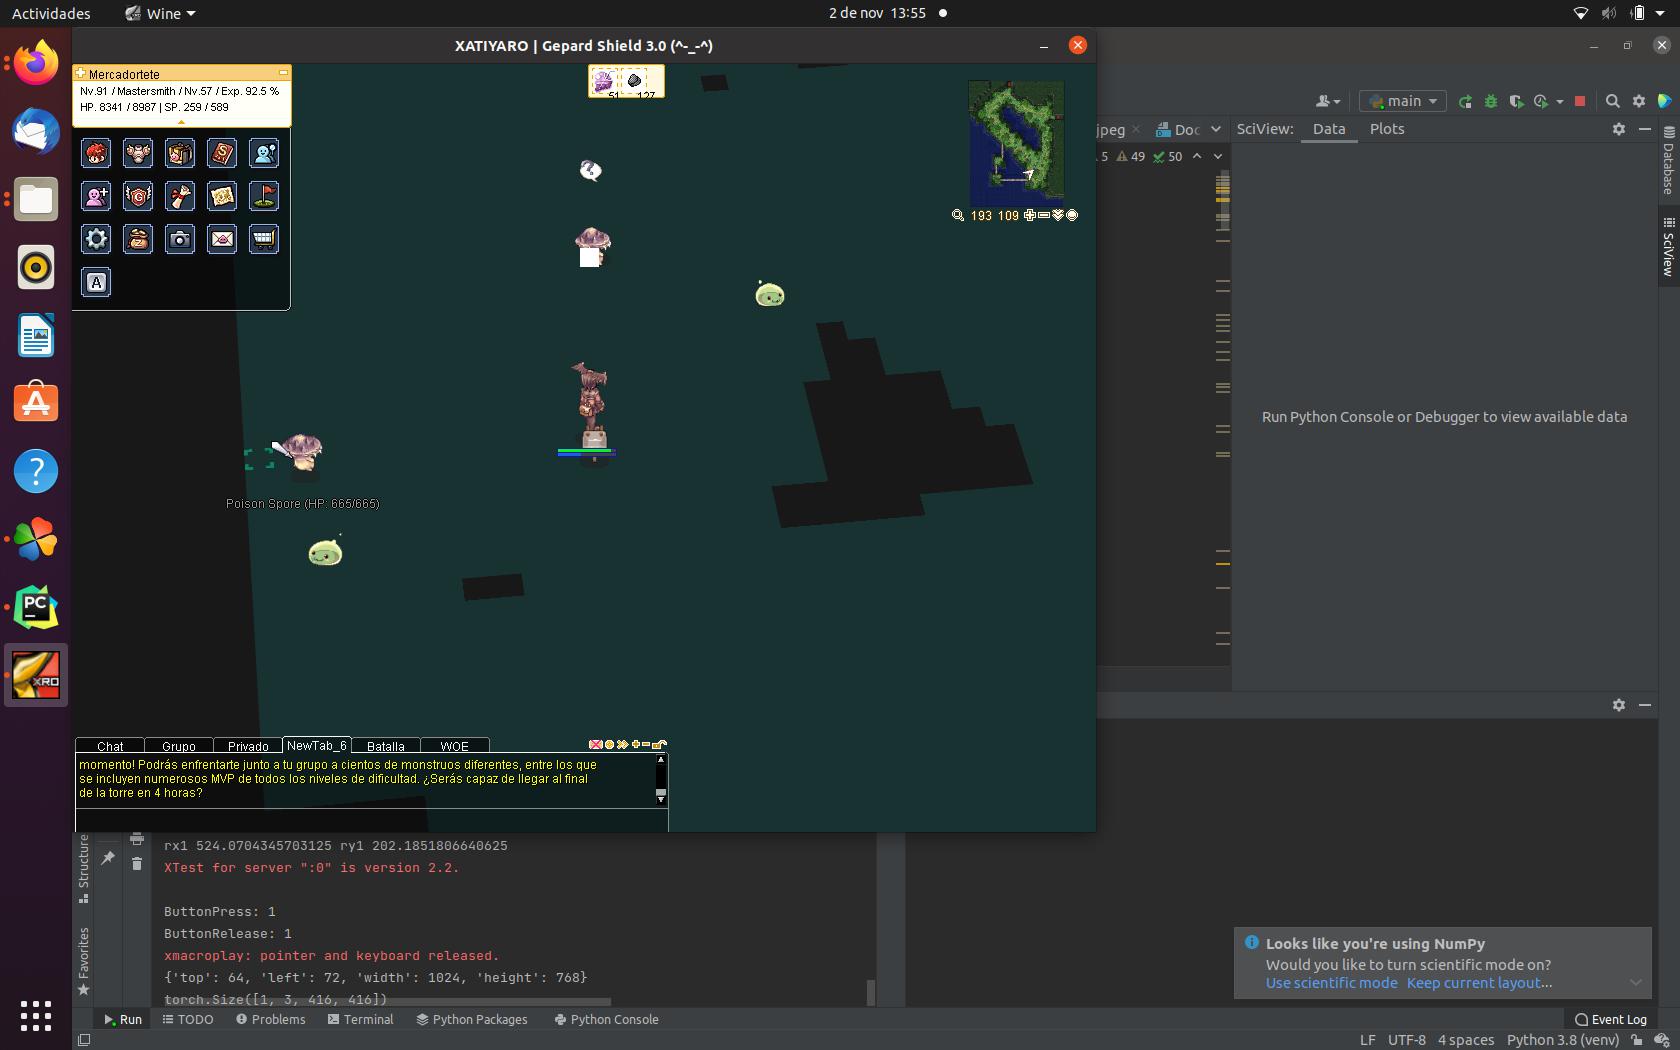 Actividades
Wine
2 de nov 13:55
XATIYARO | Gepard Shield 3.0 (^-_-^)
Mercadortete
Nv.91 / Mastersmith / Nv.57 / Exp. 92.5 %
HP. 8341 / 8987 | SP. 259 / 589
51 127
193 109
A
Poison Spore (HP: 665/665)
Chat Grupo Privado NewTab_6 Batalla WOE
momento! Podrás enfrentarte junto a tu grupo a cientos de monstruos diferentes, entre los que
se incluyen numerosos MVP de todos los niveles de dificultad. ¿Serás capaz de llegar al final
de la torre en 4 horas?
main
jpeg Doc
SciView: Data Plots
5 49 50
Database
SciView
Run Python Console or Debugger to view available data
PC
XRO
rx1 524.0704345703125 ry1 202.1851806640625
XTest for server ":0" is version 2.2.
ButtonPress: 1
ButtonRelease: 1
xmacroplay: pointer and keyboard released.
{'top': 64, 'left': 72, 'width': 1024, 'height': 768}
torch.Size([1, 3, 416, 416])
Structure
Favorites
Looks like you're using NumPy
Would you like to turn scientific mode on?
Use scientific mode Keep current layout...
Run TODO Problems Terminal Python Packages Python Console
Event Log
LF UTF-8 4 spaces Python 3.8 (venv)